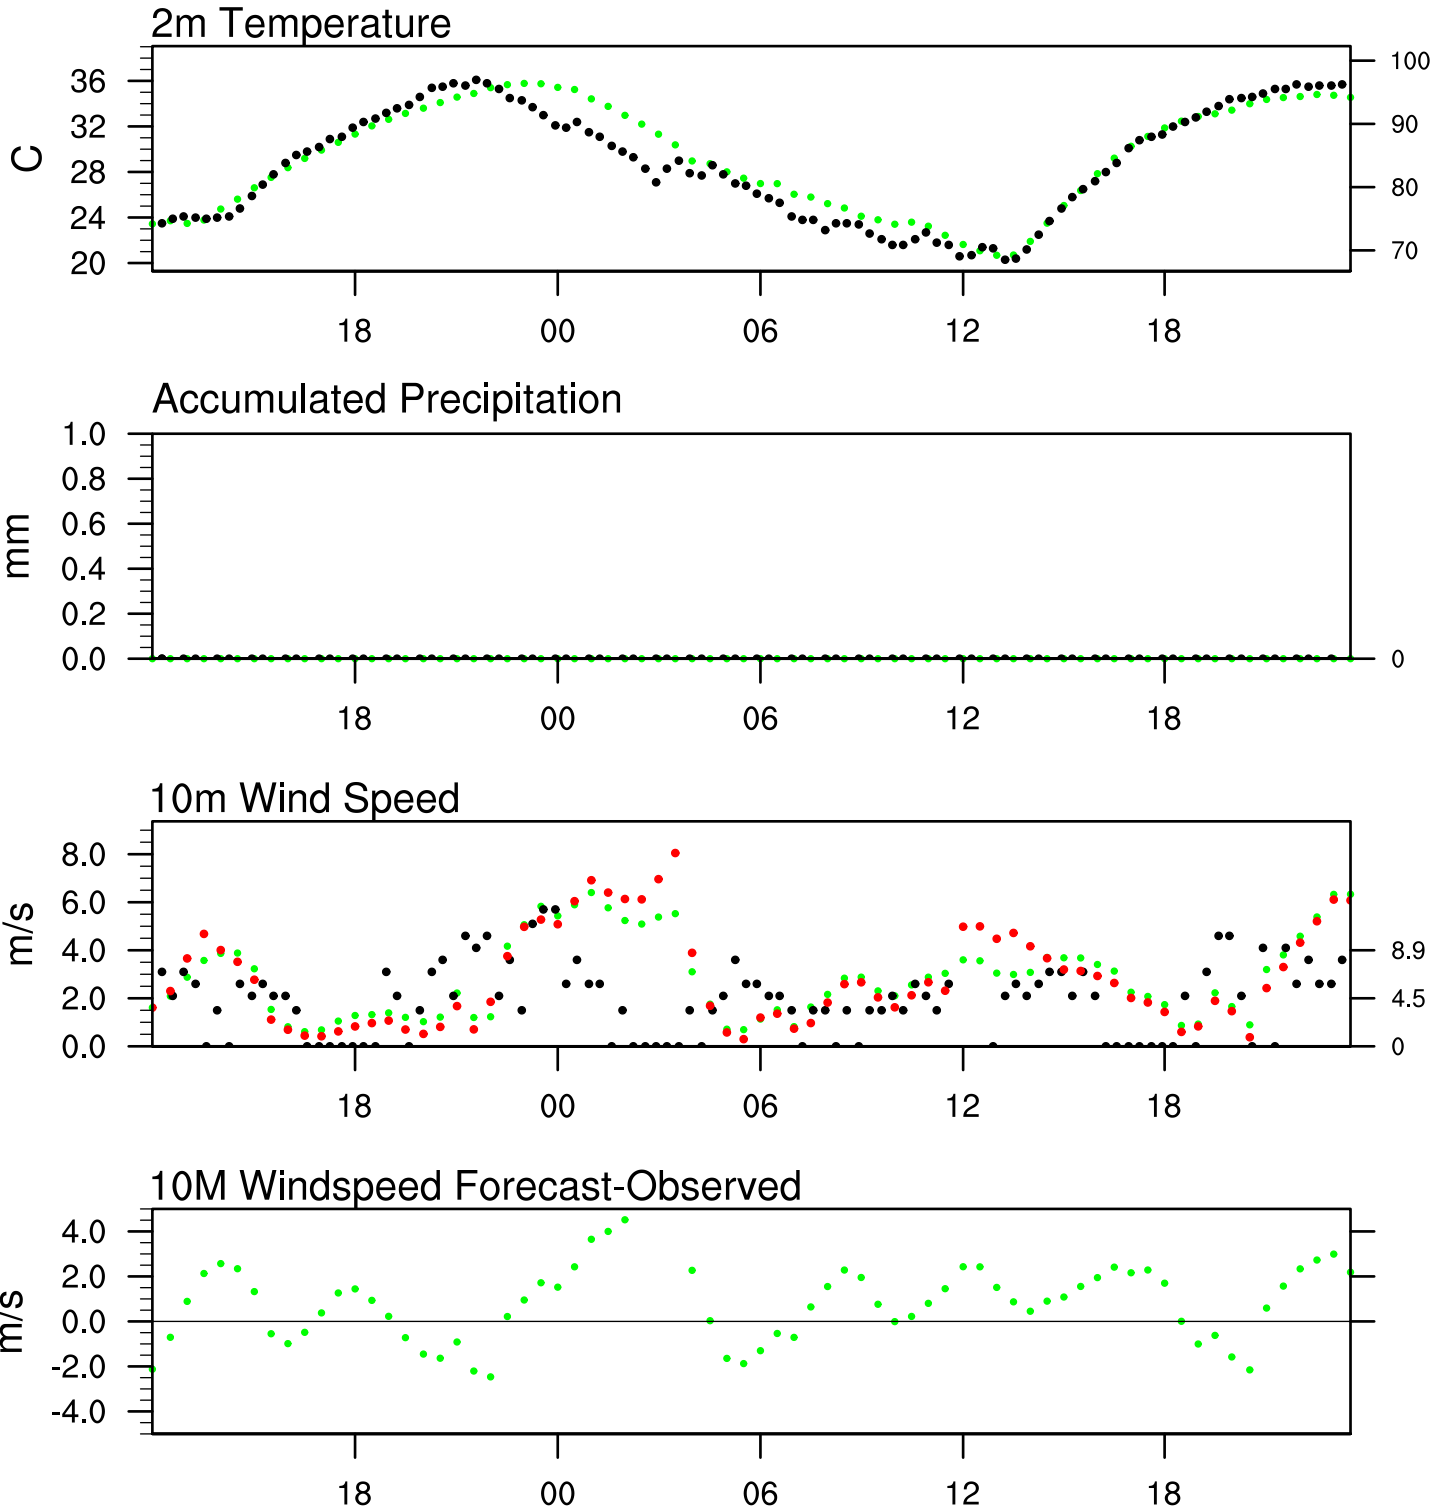 2m Temperature
36
32
28
24
20
C
100
90
80
70
18 00 06 12 18
Accumulated Precipitation
1.0
0.8
0.6
0.4
0.2
0.0
mm
0
18 00 06 12 18
10m Wind Speed
8.0
6.0
4.0
2.0
0.0
m/s
8.9
4.5
0
18 00 06 12 18
10M Windspeed Forecast-Observed
4.0
2.0
0.0
-2.0
-4.0
m/s
18 00 06 12 18